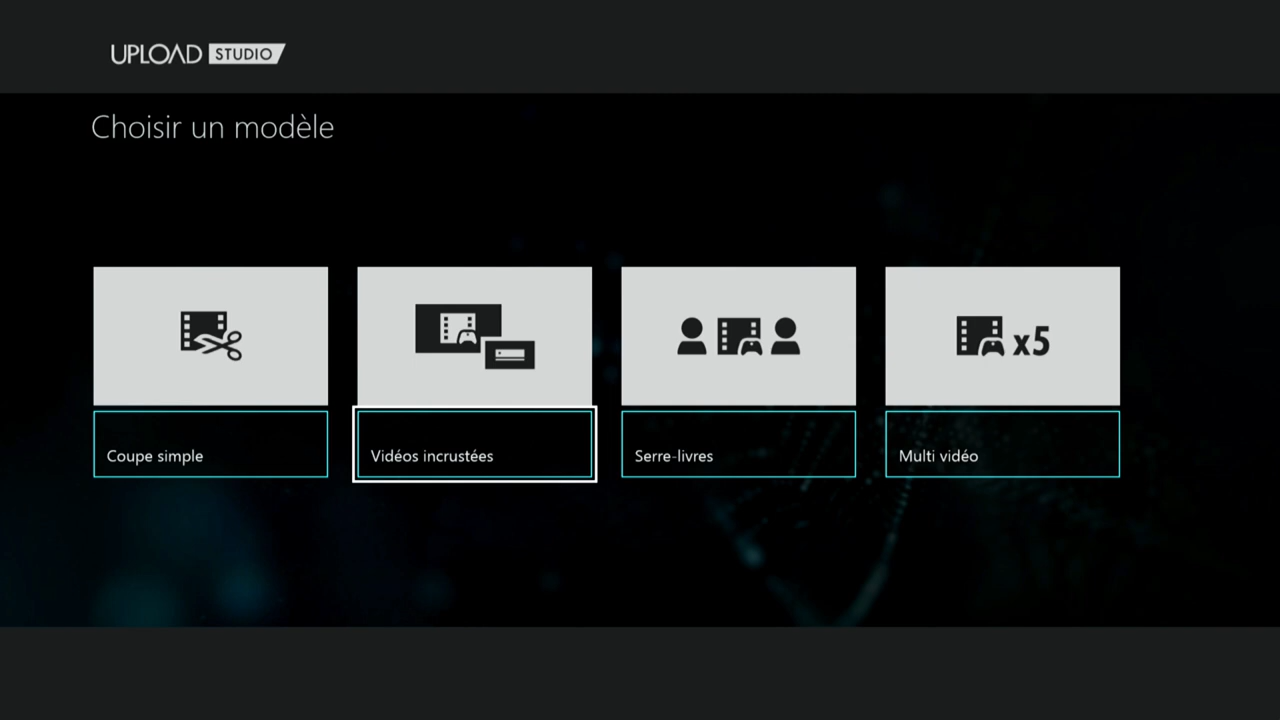 UPLOAD STUDIO
Choisir un modèle
x5
Coupe simple
Vidéos incrustées
Serre-livres
Multi vidéo